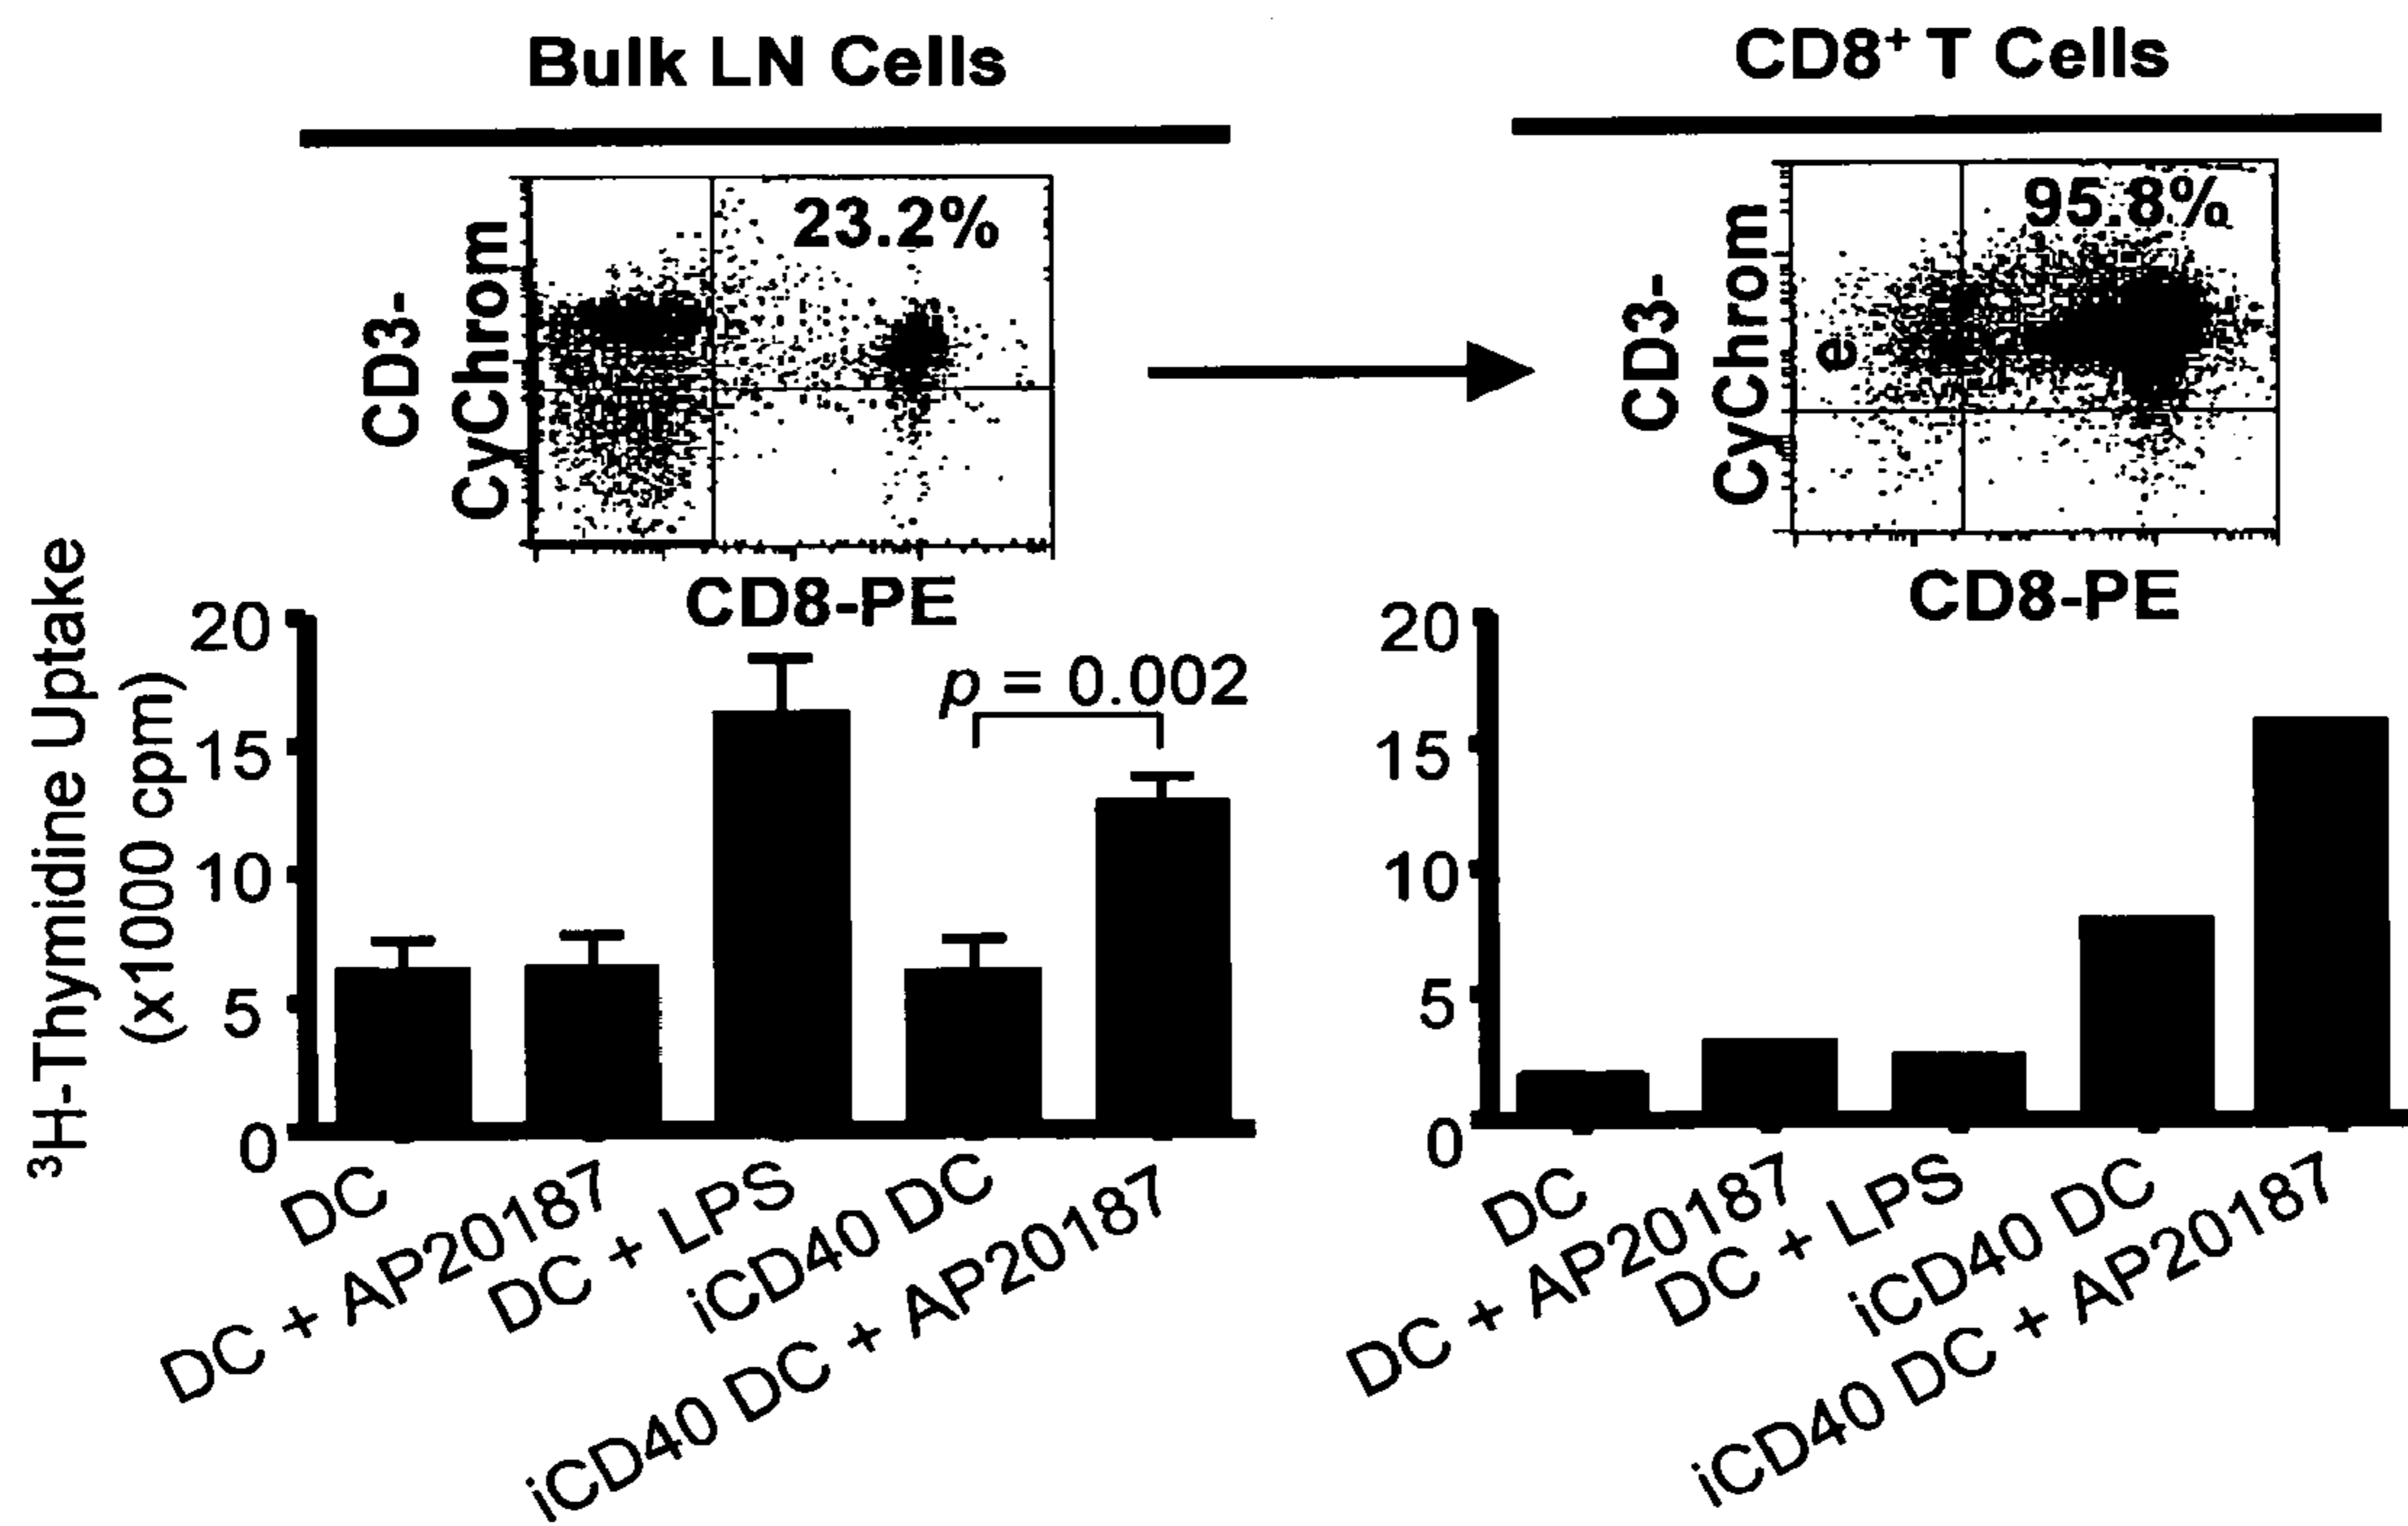 Bulk LN Cells
CD8⁺ T Cells
23.2%
CD3-
CyChrom
CD8-PE
95.8%
CD3-
CyChrom
e
CD8-PE
³H-Thymidine Uptake
(x1000 cpm)
20
15
10
5
0
p = 0.002
DC
DC + AP20187
DC + LPS
iCD40 DC
iCD40 DC + AP20187
20
15
10
5
0
DC
DC + AP20187
DC + LPS
iCD40 DC
iCD40 DC + AP20187